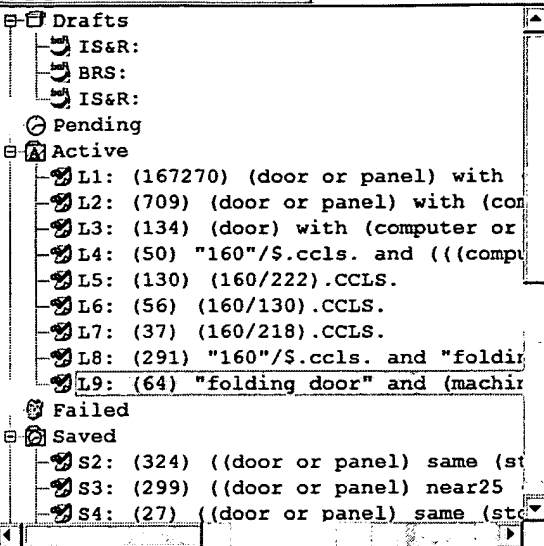 Drafts
IS&R:
BRS:
IS&R:
Pending
Active
L1: (167270) (door or panel) with
L2: (709) (door or panel) with (com
L3: (134) (door) with (computer or
L4: (50) "160"/$.ccls. and (((compu
L5: (130) (160/222).CCLS.
L6: (56) (160/130).CCLS.
L7: (37) (160/218).CCLS.
L8: (291) "160"/$.ccls. and "foldin
L9: (64) "folding door" and (machin
Failed
Saved
S2: (324) ((door or panel) same (st
S3: (299) ((door or panel) near25
S4: (27) ((door or panel) same (sto